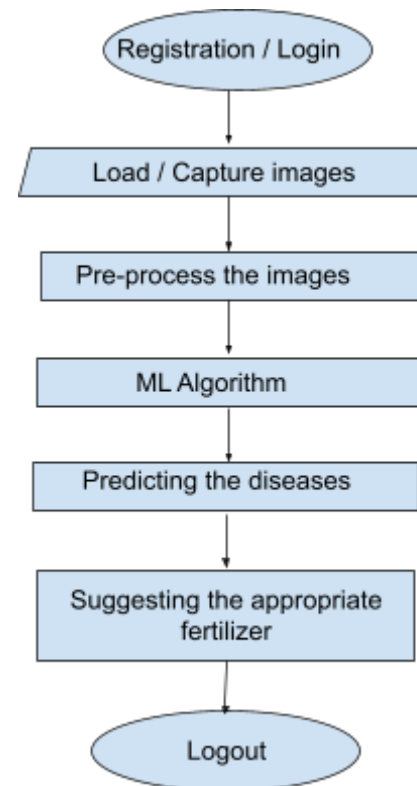 Registration / Login
Load / Capture images
Pre-process the images
ML Algorithm
Predicting the diseases
Suggesting the appropriate
fertilizer
Logout